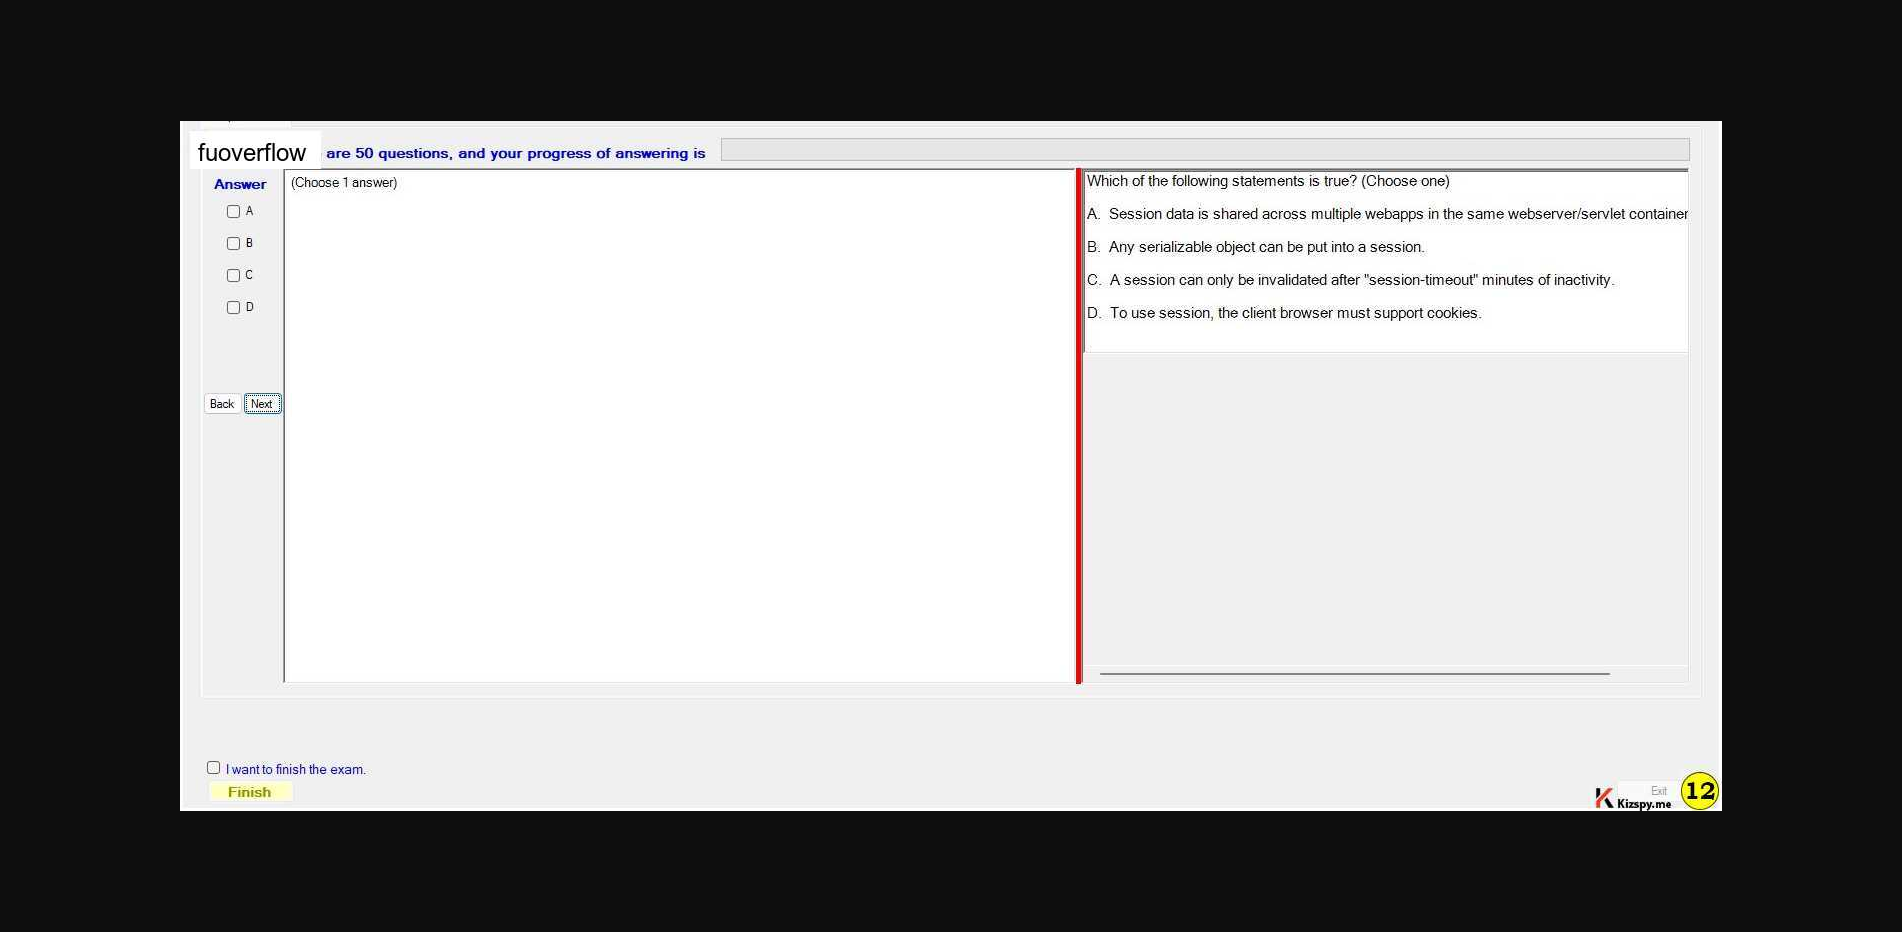 fuoverflow are 50 questions, and your progress of answering is
Answer
A
B
C
D
Back Next
(Choose 1 answer)
Which of the following statements is true? (Choose one)
A. Session data is shared across multiple webapps in the same webserver/servlet container
B. Any serializable object can be put into a session.
C. A session can only be invalidated after "session-timeout" minutes of inactivity.
D. To use session, the client browser must support cookies.
I want to finish the exam.
Finish
Exit
Kizspy.me
12